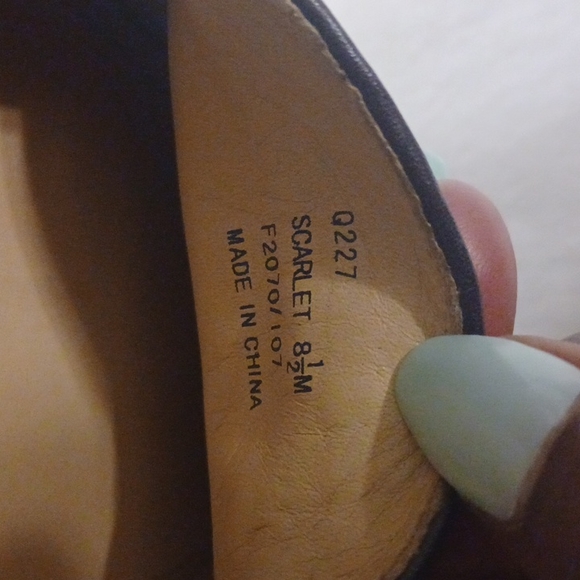 Q227
SCARLET 8½M
F2070/107
MADE IN CHINA